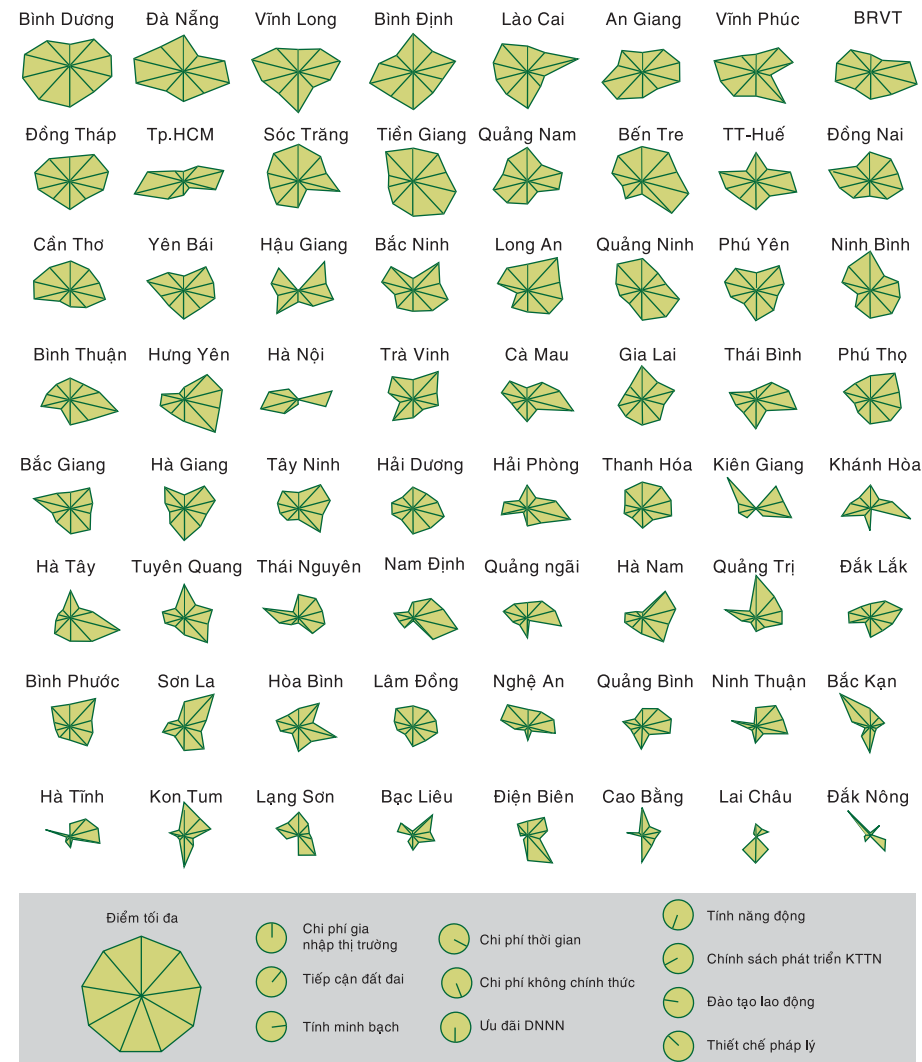 Bình Dương Đà Nẵng Vĩnh Long Bình Định Lào Cai An Giang Vĩnh Phúc BRVT
Đồng Tháp Tp.HCM Sóc Trăng Tiền Giang Quảng Nam Bến Tre TT-Huế Đồng Nai
Cần Thơ Yên Bái Hậu Giang Bắc Ninh Long An Quảng Ninh Phú Yên Ninh Bình
Bình Thuận Hưng Yên Hà Nội Trà Vinh Cà Mau Gia Lai Thái Bình Phú Thọ
Bắc Giang Hà Giang Tây Ninh Hải Dương Hải Phòng Thanh Hóa Kiên Giang Khánh Hòa
Hà Tây Tuyên Quang Thái Nguyên Nam Định Quảng ngãi Hà Nam Quảng Trị Đắk Lắk
Bình Phước Sơn La Hòa Bình Lâm Đồng Nghệ An Quảng Bình Ninh Thuận Bắc Kạn
Hà Tĩnh Kon Tum Lạng Sơn Bạc Liêu Điện Biên Cao Bằng Lai Châu Đắk Nông
Điểm tối đa
Chi phí gia
nhập thị trường
Tiếp cận đất đai
Tính minh bạch
Chi phí thời gian
Chi phí không chính thức
Ưu đãi DNNN
Tính năng động
Chính sách phát triển KTTN
Đào tạo lao động
Thiết chế pháp lý